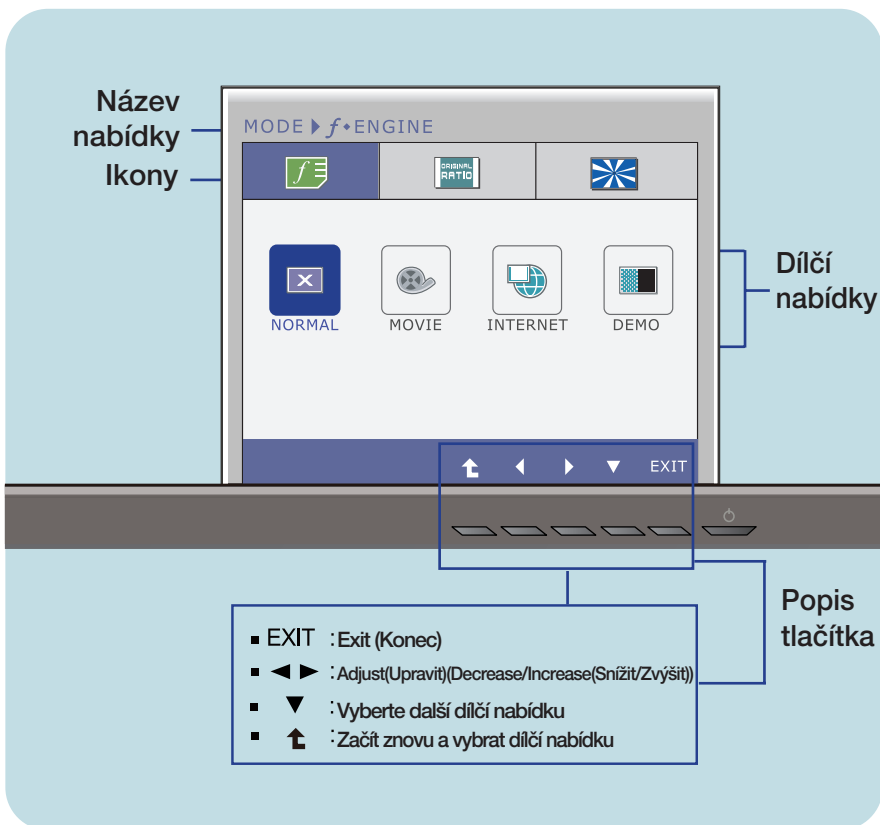 Název
nabídky
Ikony
MODE ƒ ENGINE
ƒ
ORIGINAL
RATIO
NORMAL
MOVIE
INTERNET
DEMO
Dílčí
nabídky
EXIT
Popis
tlačítka
EXIT : Exit (Konec)
: Adjust(Upravit)(Decrease/Increase(Snížit/Zvýšit))
: Vyberte další dílčí nabídku
: Začít znovu a vybrat dílčí nabídku